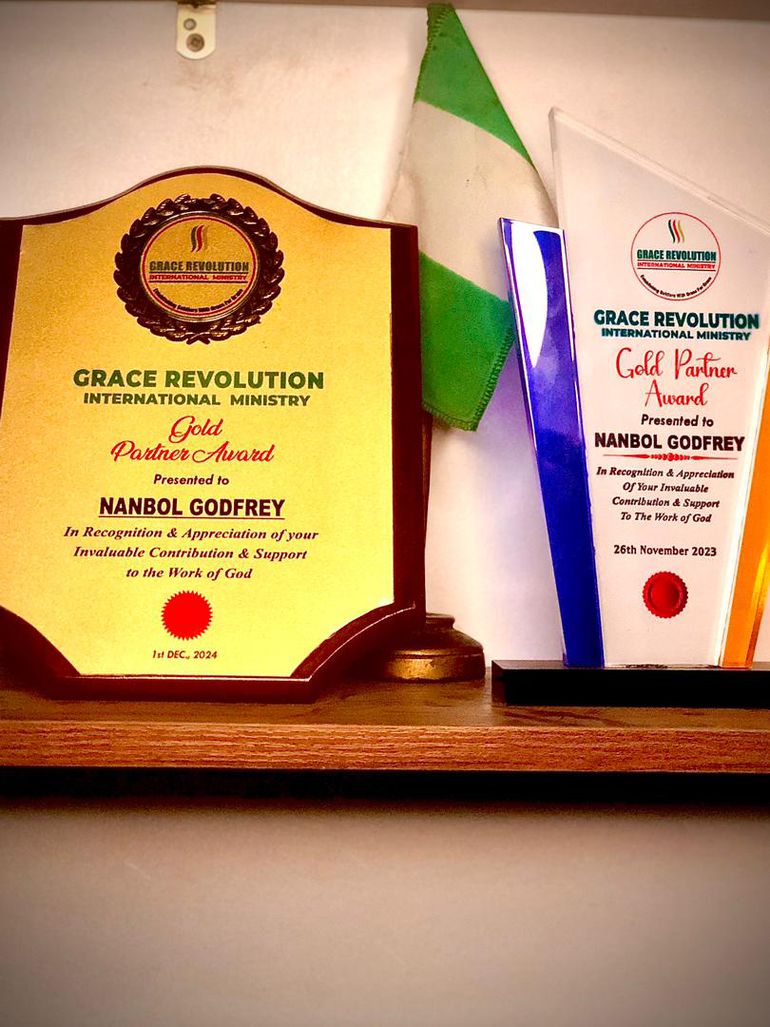 GRACE REVOLUTION
INTERNATIONAL MINISTRY
GRACE REVOLUTION
INTERNATIONAL MINISTRY
Gold
Partner Award
Presented to
NANBOL GODFREY
In Recognition & Appreciation of your
Invaluable Contribution & Support
to the Work of God
1st DEC., 2024
GRACE REVOLUTION
INTERNATIONAL MINISTRY
GRACE REVOLUTION
INTERNATIONAL MINISTRY
Gold Partner
Award
Presented to
NANBOL GODFREY
In Recognition & Appreciation
Of Your Invaluable
Contribution & Support
To The Work of God
26th November 2023